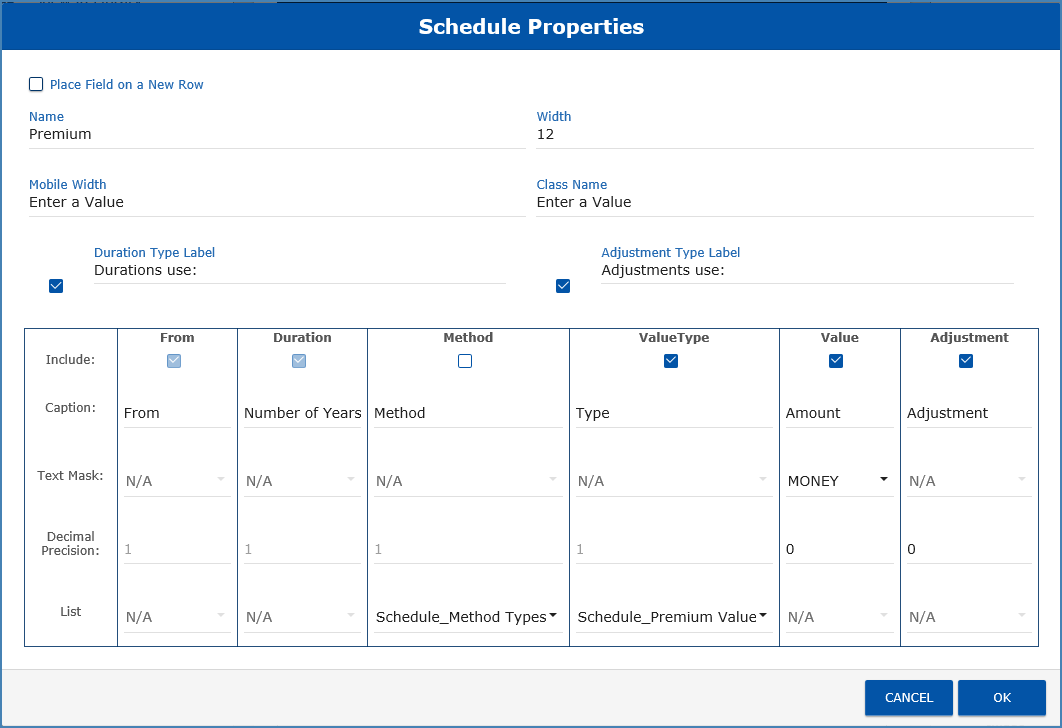 Schedule Properties
Place Field on a New Row
Name Width
Premium 12
Mobile Width Class Name
Enter a Value Enter a Value
Duration Type Label Adjustment Type Label
Durations use: Adjustments use:
From Duration Method ValueType Value Adjustment
Include:
Caption: From Number of Years Method Type Amount Adjustment
Text Mask: N/A N/A N/A N/A MONEY N/A
Decimal
Precision: 1 1 1 1 0 0
List N/A N/A Schedule_Method Types Schedule_Premium Value N/A N/A
CANCEL OK